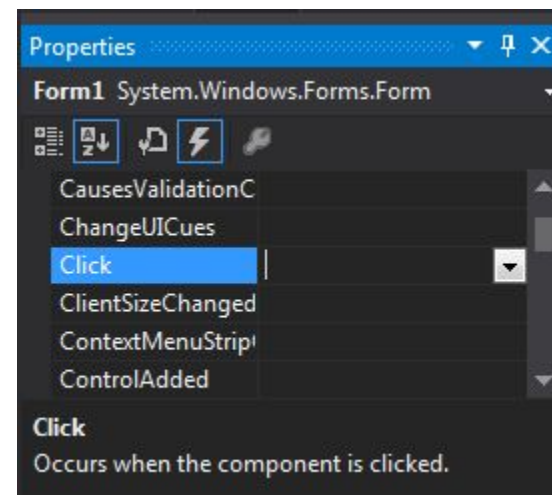 Properties
Form1 System.Windows.Forms.Form
CausesValidationC
ChangeUICues
Click
ClientSizeChanged
ContextMenuStrip
ControlAdded
Click
Occurs when the component is clicked.